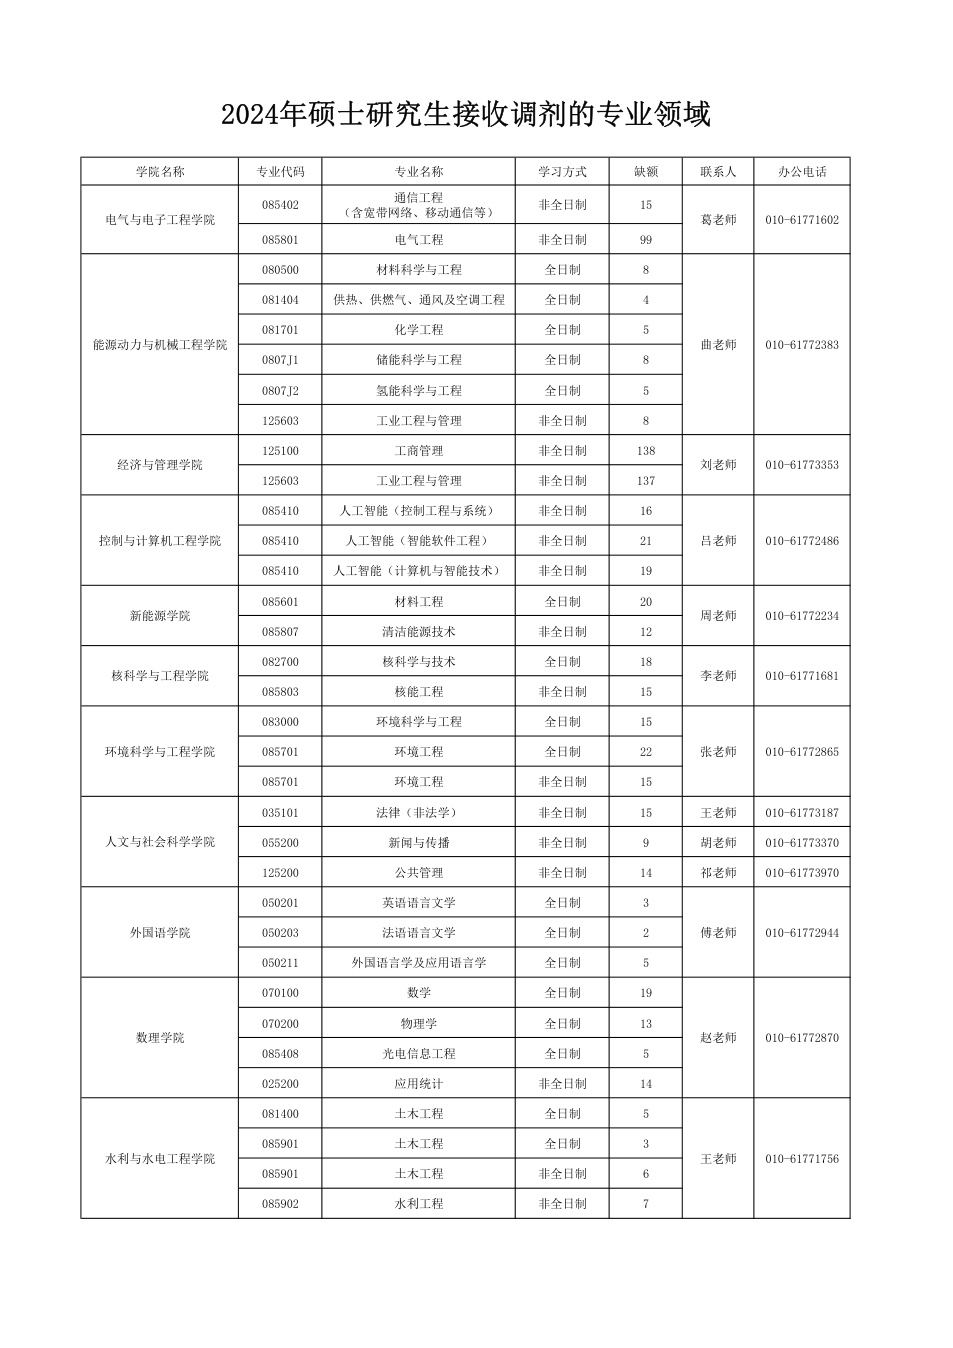 2024年硕士研究生接收调剂的专业领域
学院名称 专业代码 专业名称 学习方式 缺额 联系人 办公电话
电气与电子工程学院 085402 通信工程
（含宽带网络、移动通信等） 非全日制 15 葛老师 010-61771602
085801 电气工程 非全日制 99
能源动力与机械工程学院 080500 材料科学与工程 全日制 8 曲老师 010-61772383
081404 供热、供燃气、通风及空调工程 全日制 4
081701 化学工程 全日制 5
0807J1 储能科学与工程 全日制 8
0807J2 氢能科学与工程 全日制 5
125603 工业工程与管理 非全日制 8
经济与管理学院 125100 工商管理 非全日制 138 刘老师 010-61773353
125603 工业工程与管理 非全日制 137
控制与计算机工程学院 085410 人工智能（控制工程与系统） 非全日制 16 吕老师 010-61772486
085410 人工智能（智能软件工程） 非全日制 21
085410 人工智能（计算机与智能技术） 非全日制 19
新能源学院 085601 材料工程 全日制 20 周老师 010-61772234
085807 清洁能源技术 非全日制 12
核科学与工程学院 082700 核科学与技术 全日制 18 李老师 010-61771681
085803 核能工程 非全日制 15
环境科学与工程学院 083000 环境科学与工程 全日制 15 张老师 010-61772865
085701 环境工程 全日制 22
085701 环境工程 非全日制 15
人文与社会科学学院 035101 法律（非法学） 非全日制 15 王老师 010-61773187
055200 新闻与传播 非全日制 9 胡老师 010-61773370
125200 公共管理 非全日制 14 祁老师 010-61773970
外国语学院 050201 英语语言文学 全日制 3 傅老师 010-61772944
050203 法语语言文学 全日制 2
050211 外国语言学及应用语言学 全日制 5
数理学院 070100 数学 全日制 19 赵老师 010-61772870
070200 物理学 全日制 13
085408 光电信息工程 全日制 5
025200 应用统计 非全日制 14
水利与水电工程学院 081400 土木工程 全日制 5 王老师 010-61771756
085901 土木工程 全日制 3
085901 土木工程 非全日制 6
085902 水利工程 非全日制 7